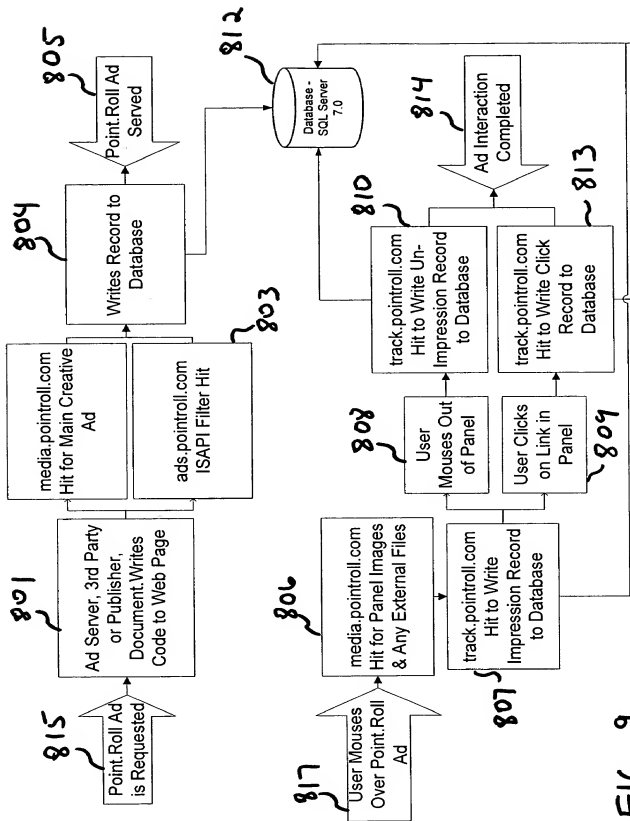 815
Point.Roll Ad
is Requested
801
Ad Server, 3rd Party
or Publisher,
Document.Writes
Code to Web Page
media.pointroll.com
Hit for Main Creative
Ad
ads.pointroll.com
ISAPI Filter Hit
803
804
Writes Record to
Database
805
Point.Roll Ad
Served
812
Database -
SQL Server
7.0
817
User Mouses
Over Point.Roll
Ad
806
media.pointroll.com
Hit for Panel Images
& Any External Files
807
track.pointroll.com
Hit to Write
Impression Record
to Database
808
User
Mouses Out
of Panel
809
User Clicks
on Link in
Panel
810
track.pointroll.com
Hit to Write Un-
Impression Record
to Database
track.pointroll.com
Hit to Write Click
Record to
Database
813
814
Ad Interaction
Completed
FIG.